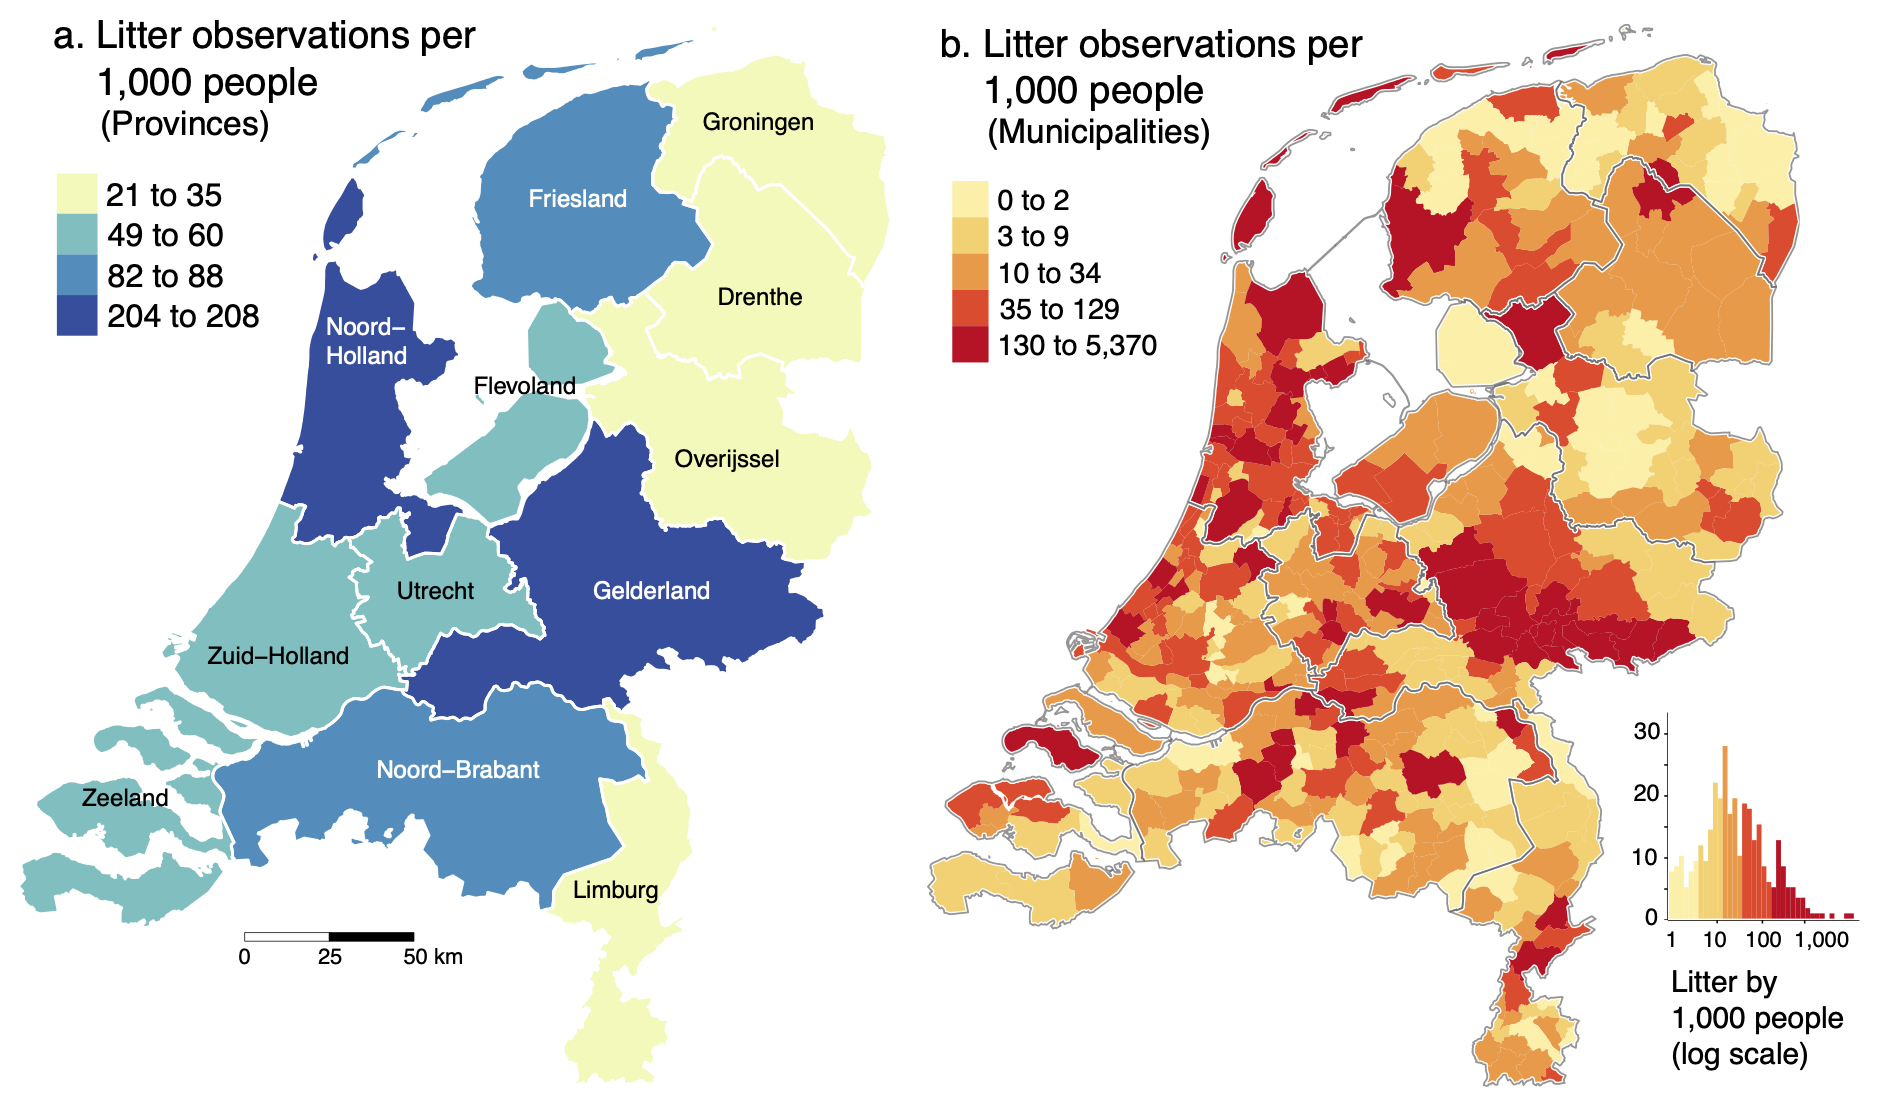 a. Litter observations per
1,000 people
(Provinces)
21 to 35
49 to 60
82 to 88
204 to 208
Groningen
Friesland
Drenthe
Noord–
Holland
Flevoland
Overijssel
Utrecht
Gelderland
Zuid–Holland
Noord–Brabant
Zeeland
Limburg
0 25 50 km
b. Litter observations per
1,000 people
(Municipalities)
0 to 2
3 to 9
10 to 34
35 to 129
130 to 5,370
30
20
10
0
1 10 100 1,000
Litter by
1,000 people
(log scale)